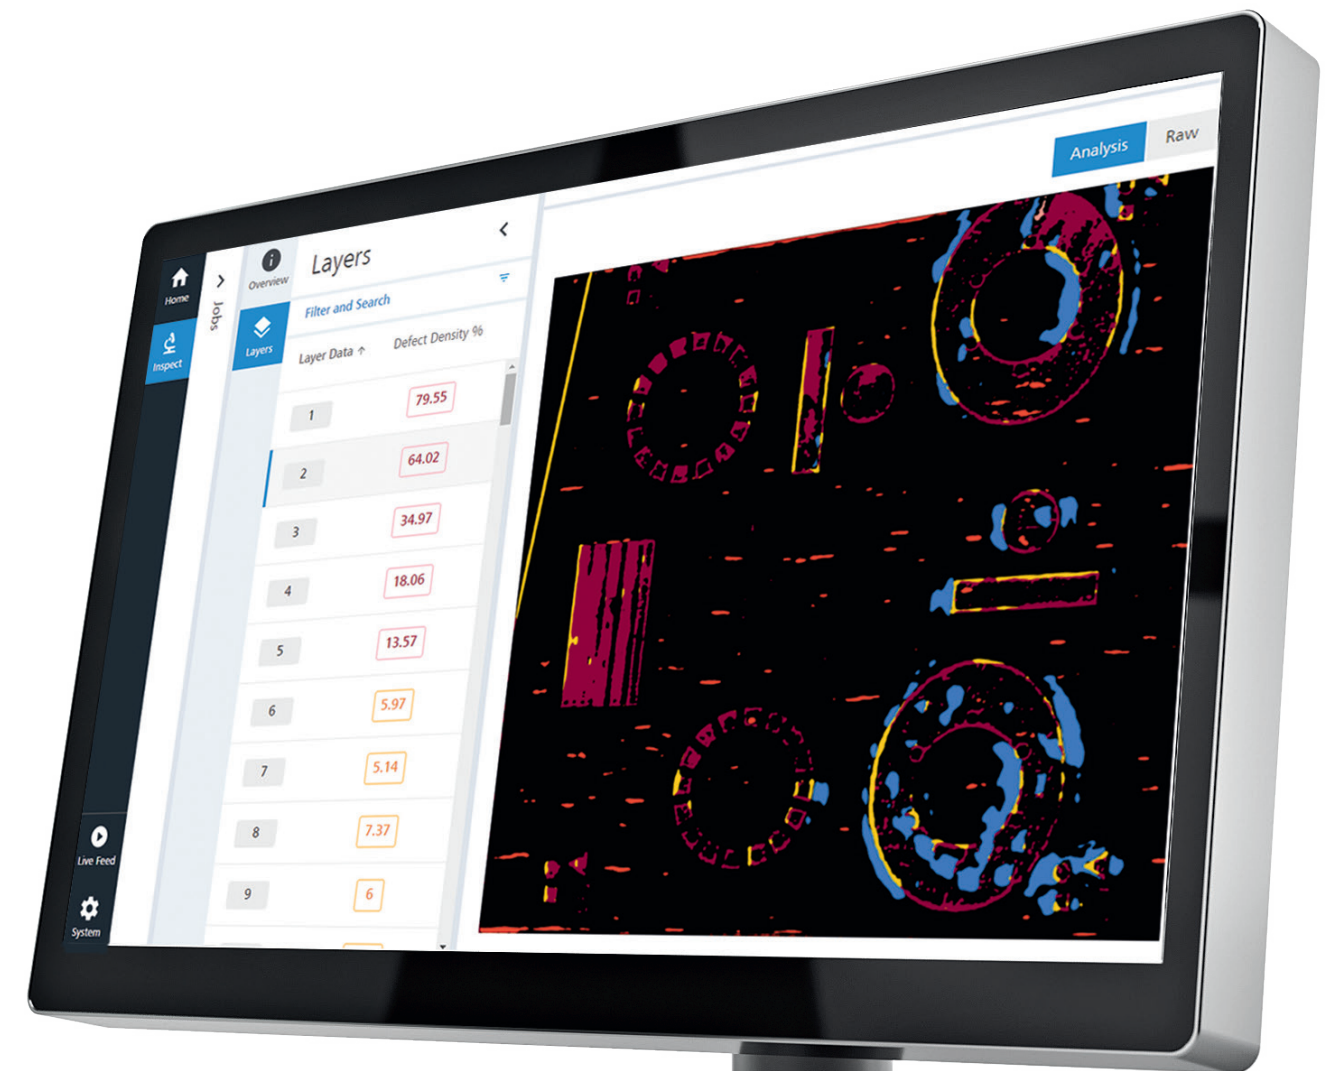 Analysis
Raw
Home
Inspect
Live Feed
System
Jobs
Overview
Layers
Layers
Filter and Search
Layer Data ↑
Defect Density %
1
79.55
2
64.02
3
34.97
4
18.06
5
13.57
6
5.97
7
5.14
8
7.37
9
6